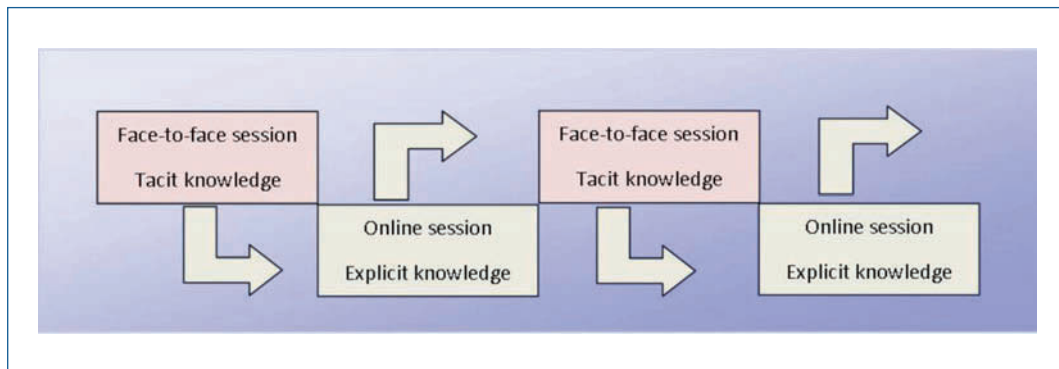 Face-to-face session
Tacit knowledge
Online session
Explicit knowledge
Face-to-face session
Tacit knowledge
Online session
Explicit knowledge